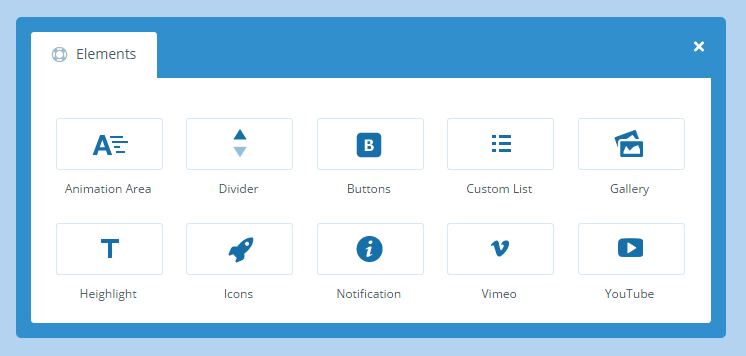 Elements
Animation Area
Divider
Buttons
Custom List
Gallery
Heighlight
Icons
Notification
Vimeo
YouTube